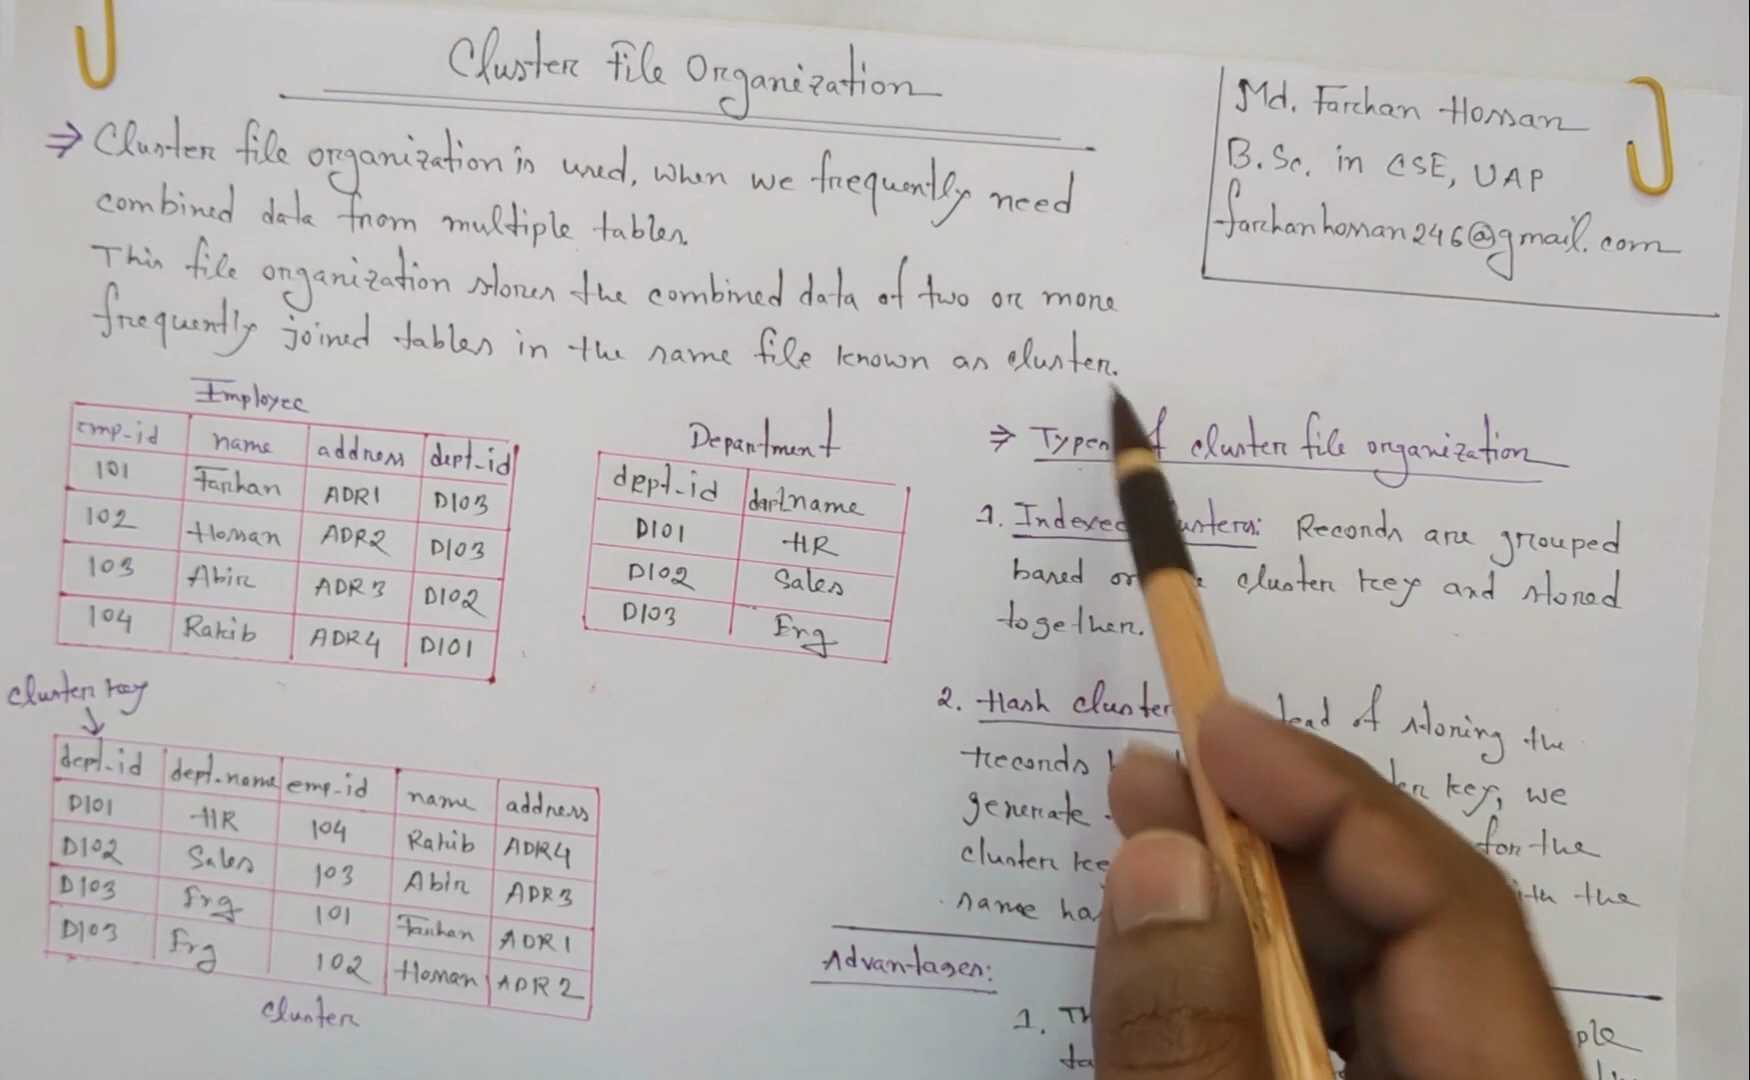 Cluster File Organization
Md. Farhan Hossan
B.Sc. in CSE, UAP
farhanhossan246@gmail.com
⇒ Cluster file organization is used, when we frequently need
combined data from multiple tables.
This file organization stores the combined data of two or more
frequently joined tables in the same file known as cluster.
Employee
emp-id name address dept-id
101 Farhan ADR1 D103
102 Hossan ADR2 D103
103 Abir ADR3 D102
104 Rakib ADR4 D101
Department
dept-id deptname
D101 HR
D102 Sales
D103 Eng
cluster key
dept-id dept-name emp-id name address
D101 HR 104 Rakib ADR4
D102 Sales 103 Abir ADR3
D103 Eng 101 Farhan ADR1
D103 Eng 102 Hossan ADR2
cluster
⇒ Types of cluster file organization
1. Indexed clusters: Records are grouped
based cluster key and stored
together.
2. Hash cluster of storing the
records key, we
generate for the
cluster the
same
Advantages:
1.